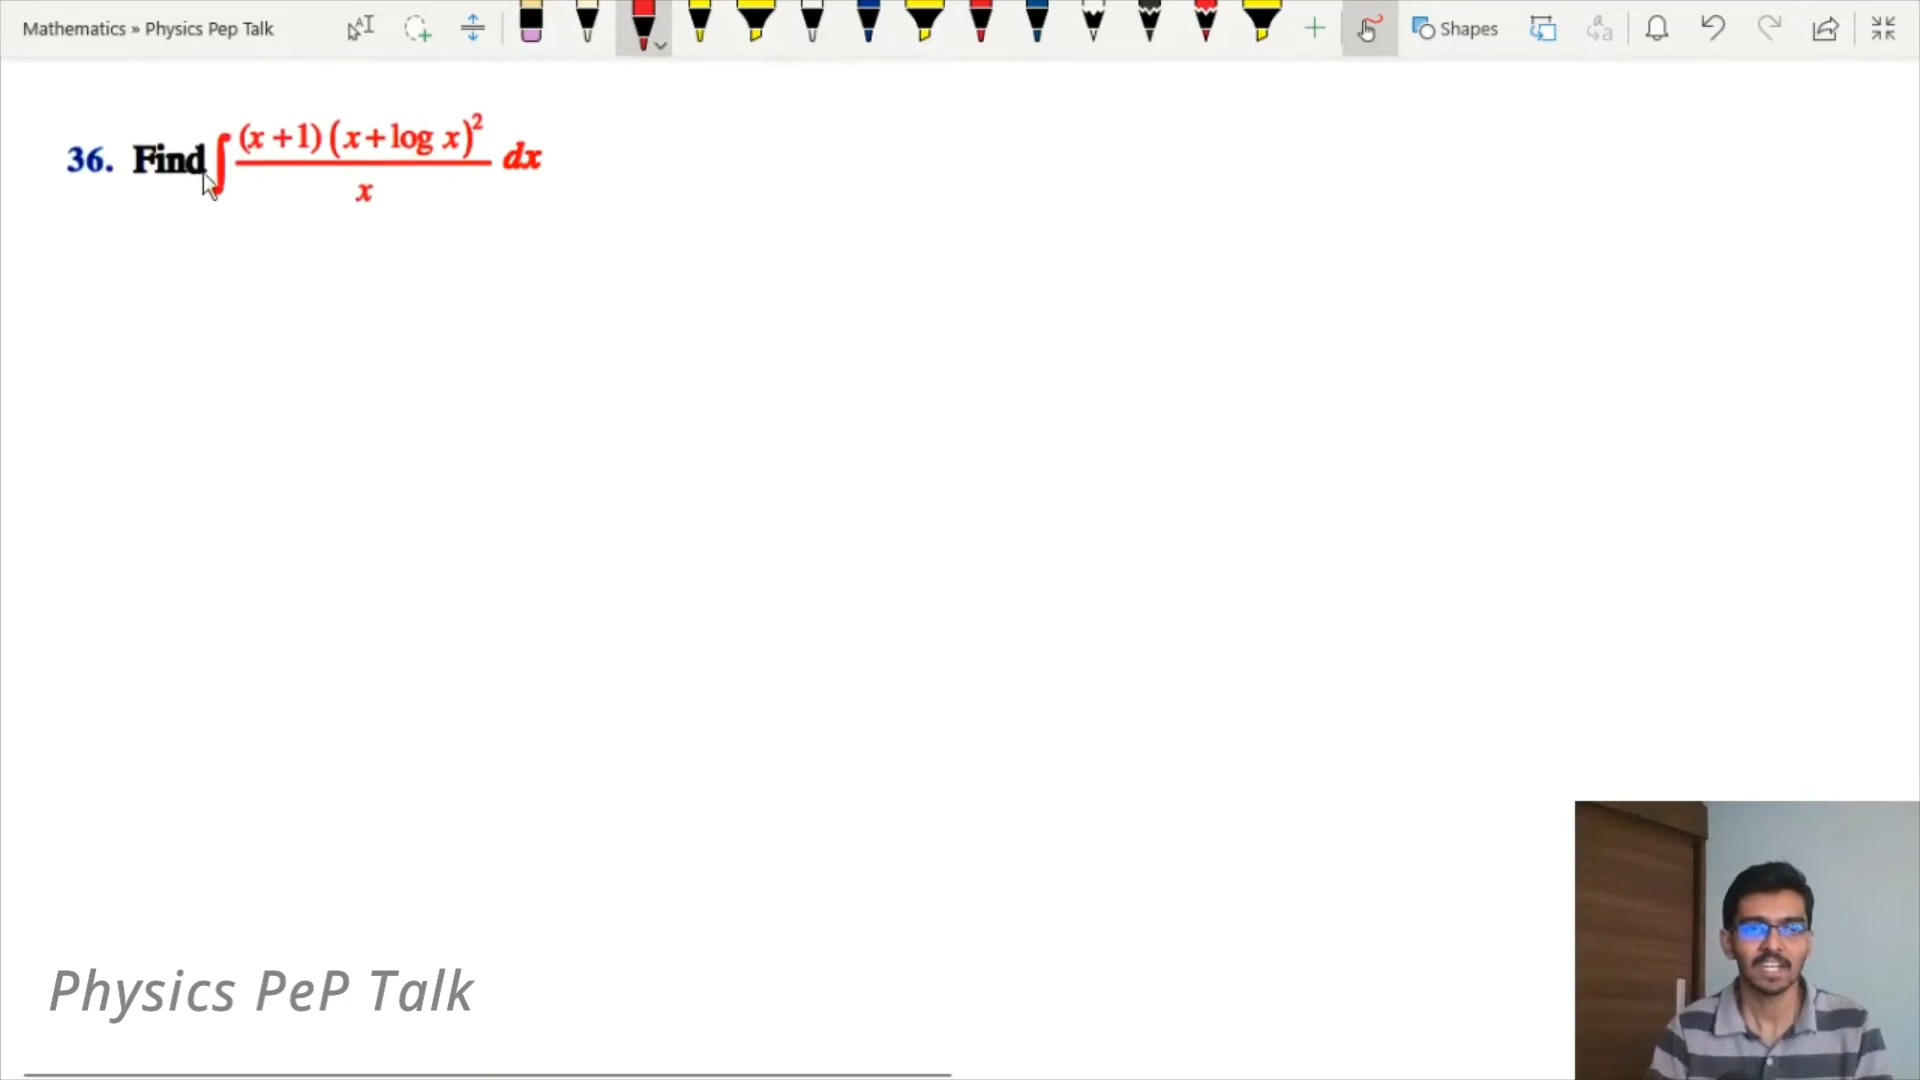 Mathematics » Physics Pep Talk
Shapes
36. Find ∫ (x+1)(x+log x)² / x dx
Physics PeP Talk